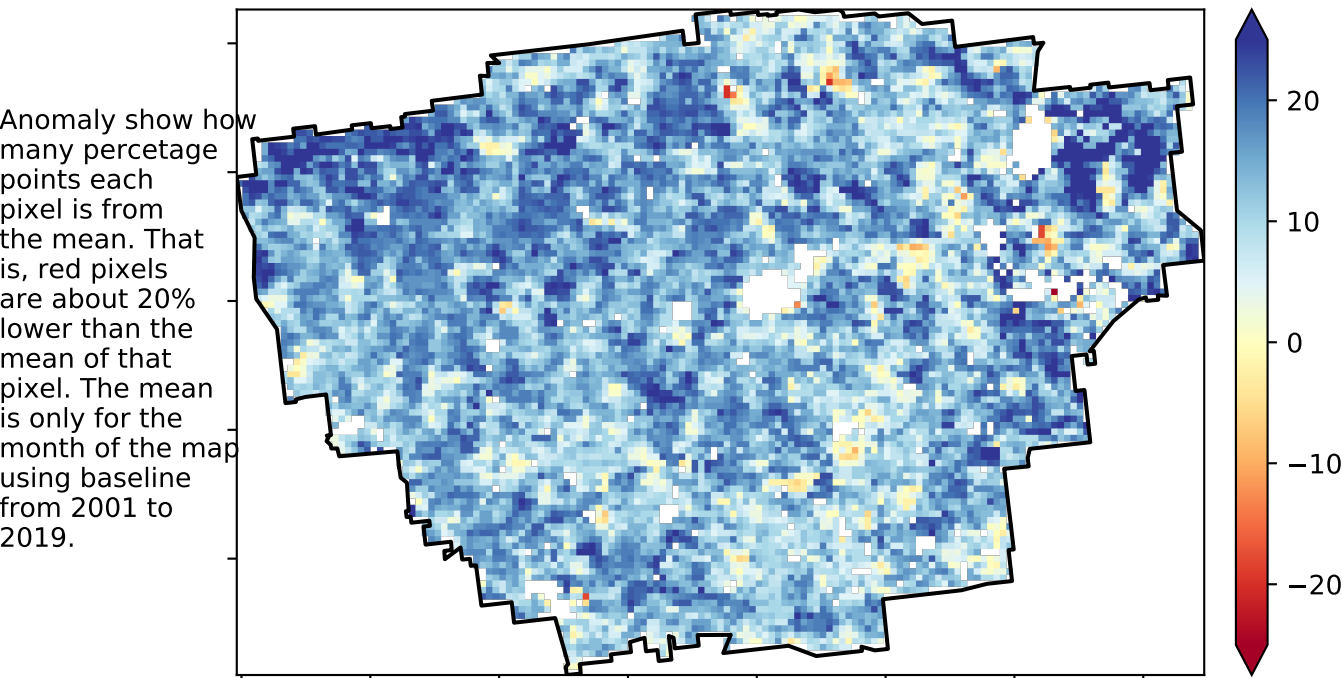 Anomaly show how
many percetage
points each
pixel is from
the mean. That
is, red pixels
are about 20%
lower than the
mean of that
pixel. The mean
is only for the
month of the map
using baseline
from 2001 to
2019.
20
10
0
−10
−20